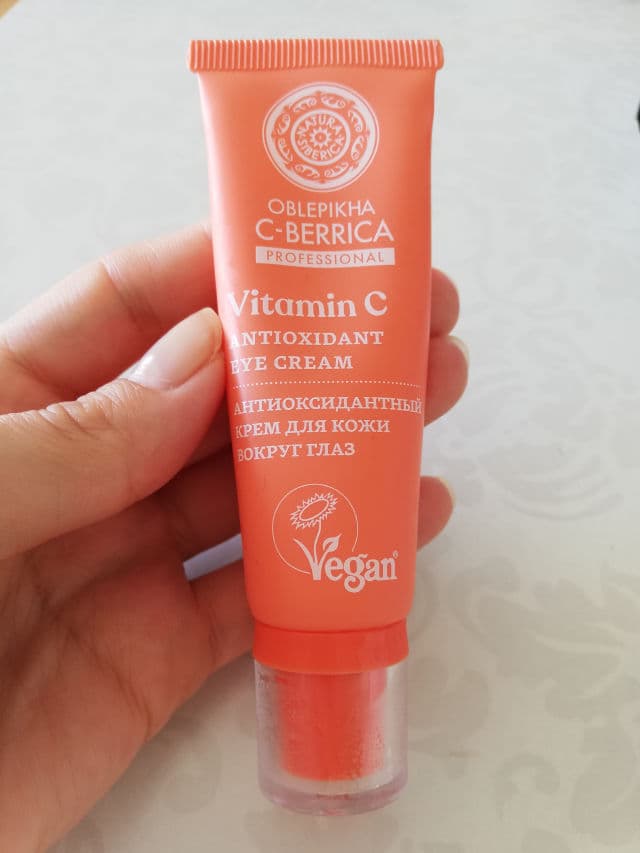 NATURA
SIBERICA
OBLEPIKHA
C-BERRICA
PROFESSIONAL
Vitamin C
ANTIOXIDANT
EYE CREAM
АНТИОКСИДАНТНЫЙ
КРЕМ ДЛЯ КОЖИ
ВОКРУГ ГЛАЗ
Vegan